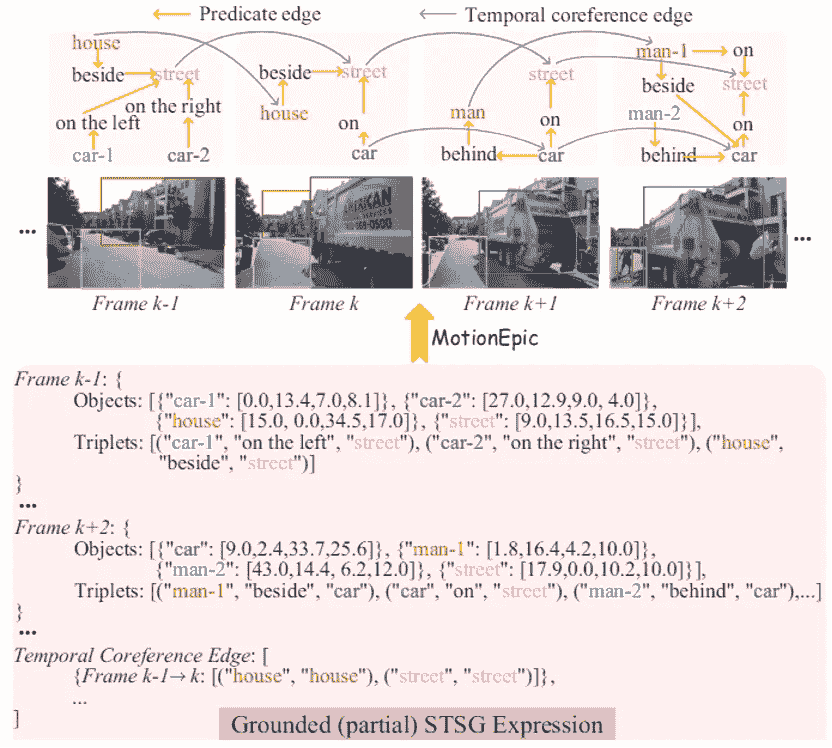 Predicate edge Temporal coreference edge
house
beside street
on the right
on the left
car-1 car-2
beside street
house
on
car
street
man
on
behind car
man-1 on
beside street
man-2
on
behind car
AMERICAN
... ...
Frame k-1 Frame k Frame k+1 Frame k+2
MotionEpic
Frame k-1: {
Objects: [{"car-1": [0.0,13.4,7.0,8.1]}, {"car-2": [27.0,12.9,9.0, 4.0]},
{"house": [15.0, 0.0,34.5,17.0]}, {"street": [9.0,13.5,16.5,15.0]}],
Triplets: [("car-1", "on the left", "street"), ("car-2", "on the right", "street"), ("house",
"beside", "street")]
}
...
Frame k+2: {
Objects: [{"car": [9.0,2.4,33.7,25.6]}, {"man-1": [1.8,16.4,4.2,10.0]},
{"man-2": [43.0,14.4, 6.2,12.0]}, {"street": [17.9,0.0,10.2,10.0]}],
Triplets: [("man-1", "beside", "car"), ("car", "on", "street"), ("man-2", "behind", "car"),...]
}
...
Temporal Coreference Edge: [
{Frame k-1→k: [("house", "house"), ("street", "street")]},
...
]
Grounded (partial) STSG Expression